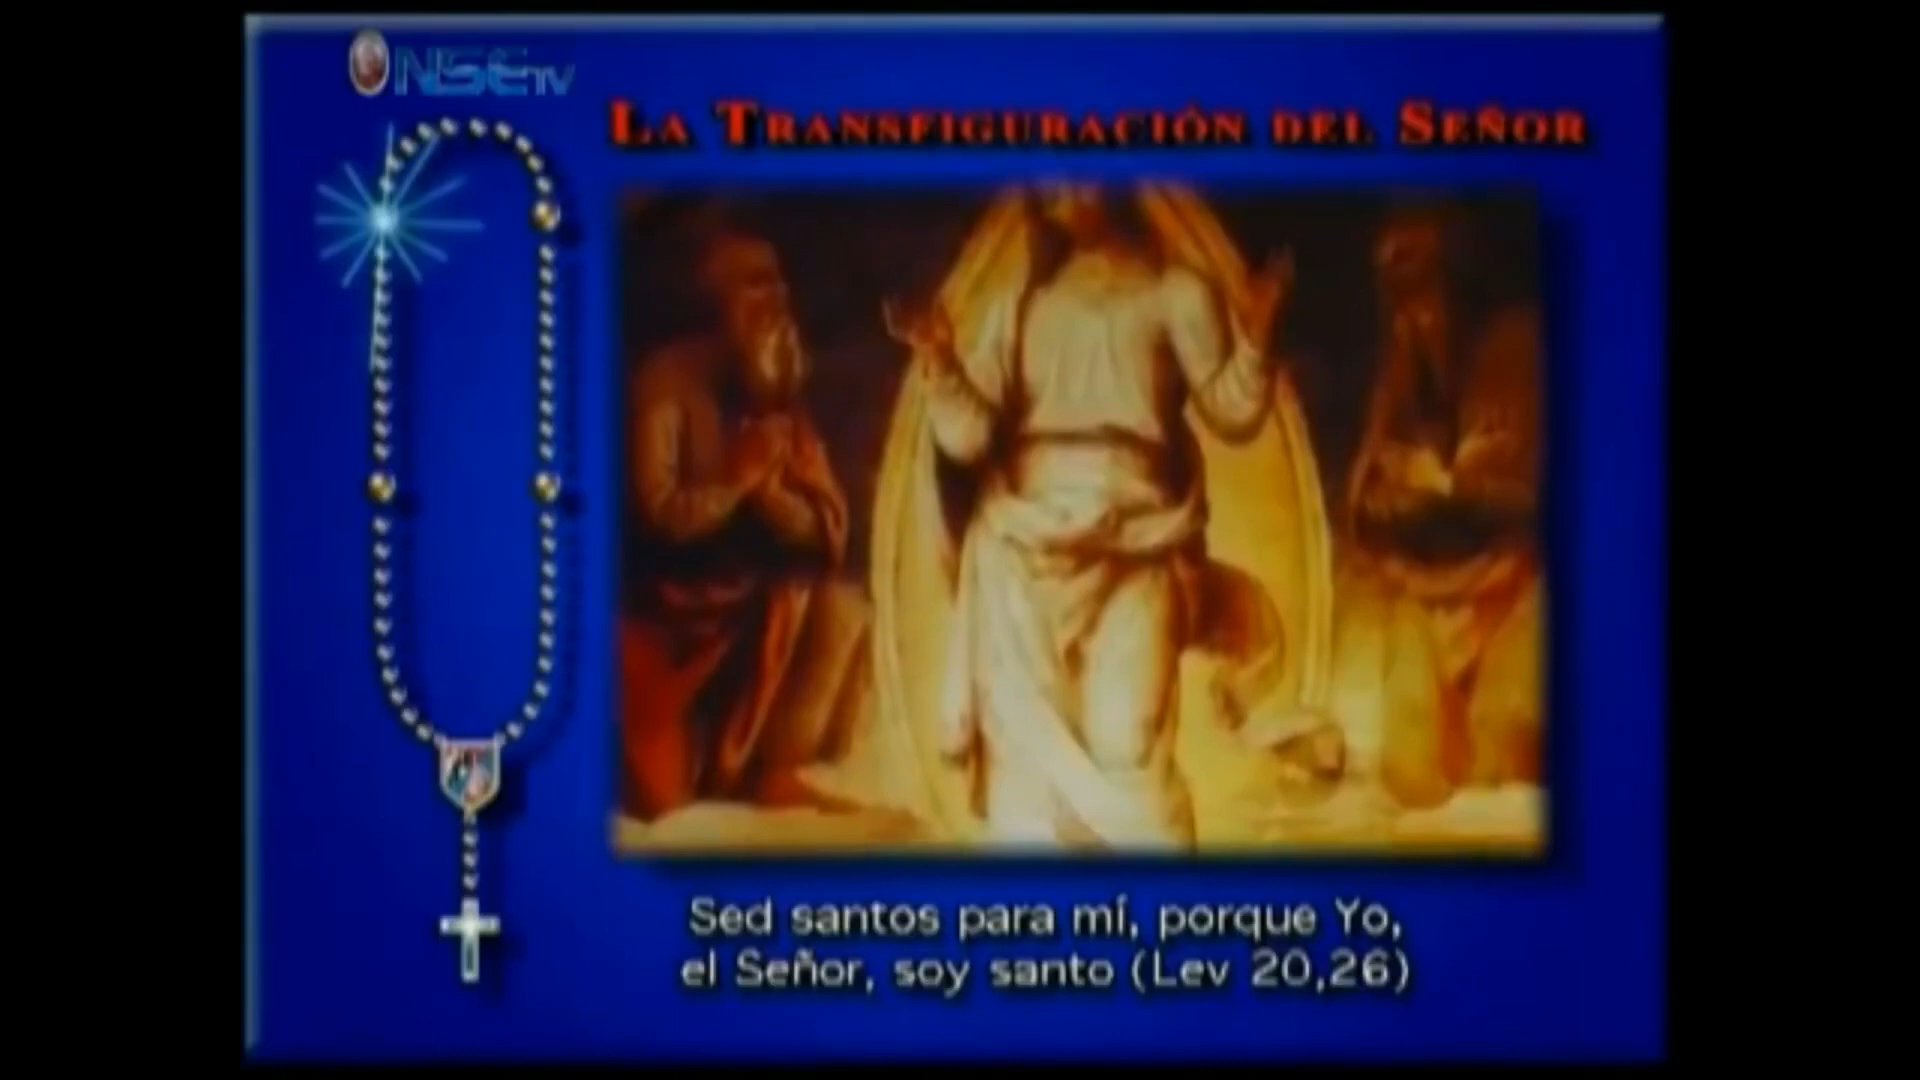 NSE TV
LA TRANSFIGURACIÓN DEL SEÑOR
Sed santos para mí, porque Yo,
el Señor, soy santo (Lev 20,26)